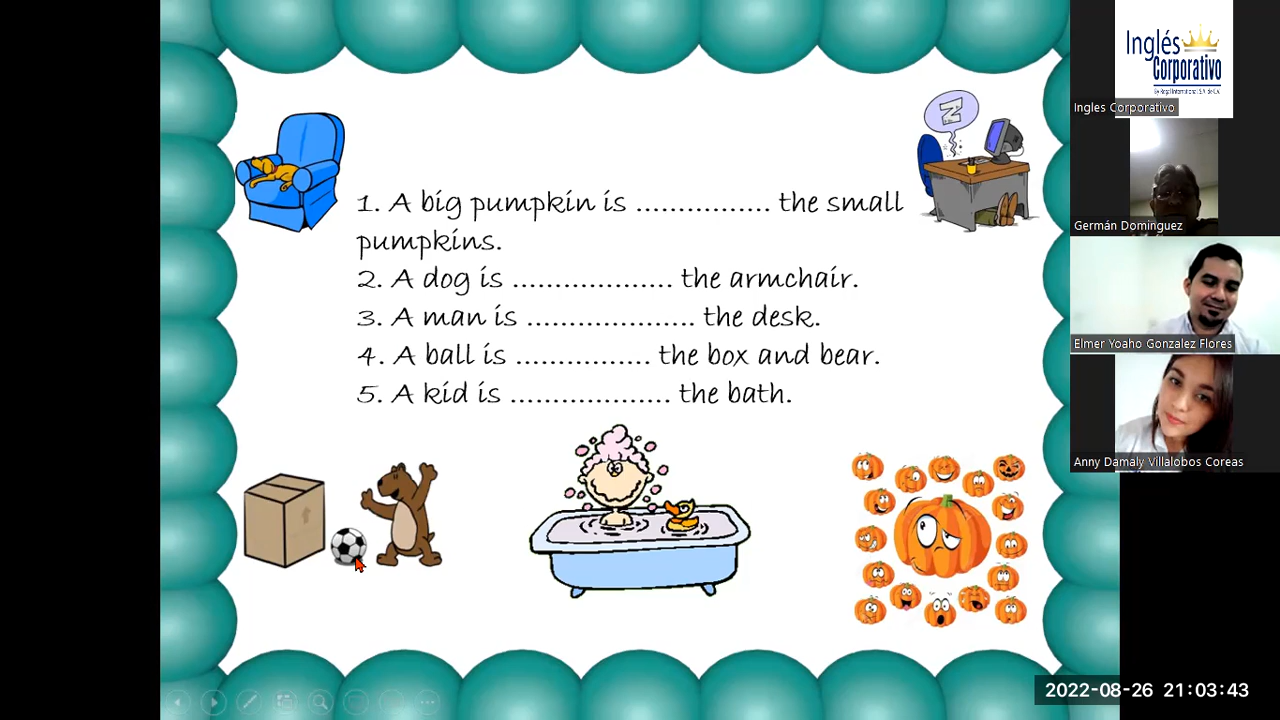 1. A big pumpkin is ................ the small
pumpkins.
2. A dog is ................... the armchair.
3. A man is .................... the desk.
4. A ball is ................ the box and bear.
5. A kid is ................... the bath.
Z
Inglés
Corporativo
Ingles Corporativo
Germán Dominguez
Elmer Yoaho Gonzalez Flores
Anny Damaly Villalobos Coreas
2022-08-26 21:03:43